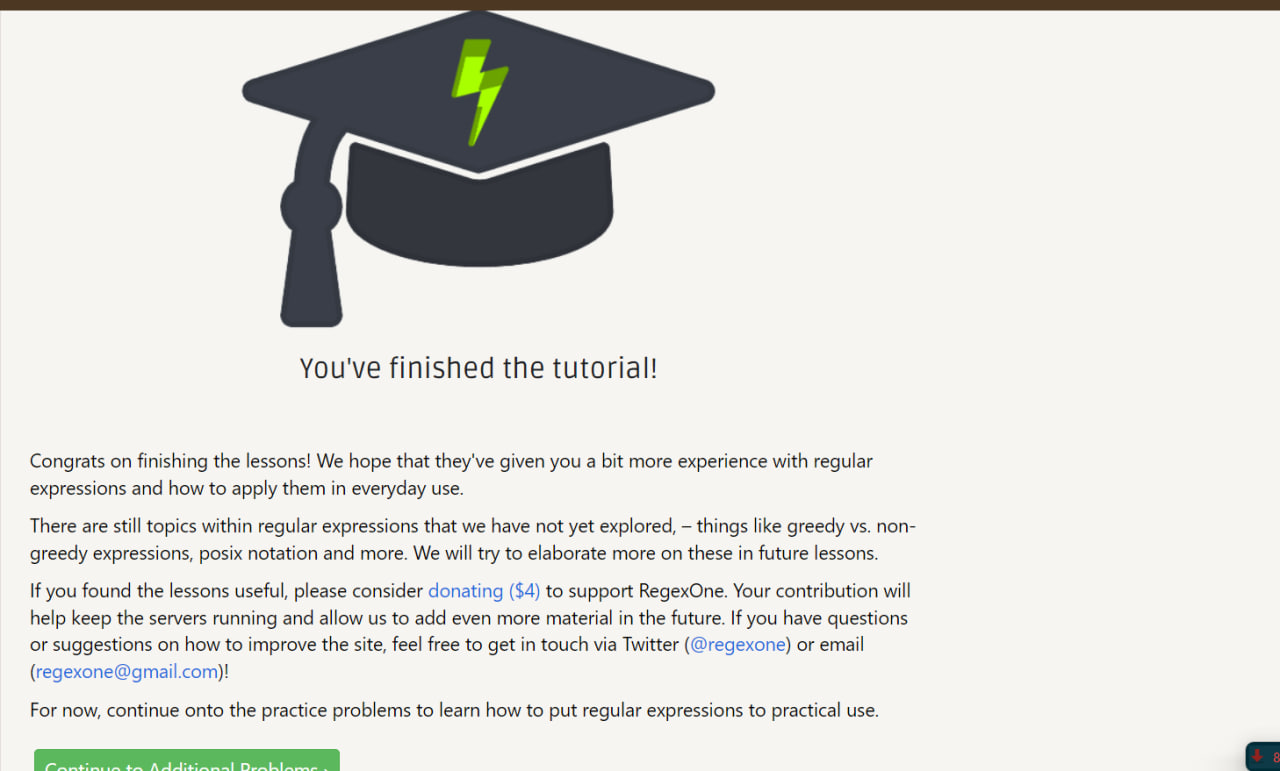 You've finished the tutorial!
Congrats on finishing the lessons! We hope that they've given you a bit more experience with regular
expressions and how to apply them in everyday use.
There are still topics within regular expressions that we have not yet explored, – things like greedy vs. non-
greedy expressions, posix notation and more. We will try to elaborate more on these in future lessons.
If you found the lessons useful, please consider donating ($4) to support RegexOne. Your contribution will
help keep the servers running and allow us to add even more material in the future. If you have questions
or suggestions on how to improve the site, feel free to get in touch via Twitter (@regexone) or email
(regexone@gmail.com)!
For now, continue onto the practice problems to learn how to put regular expressions to practical use.
Continue to Additional Problems ›